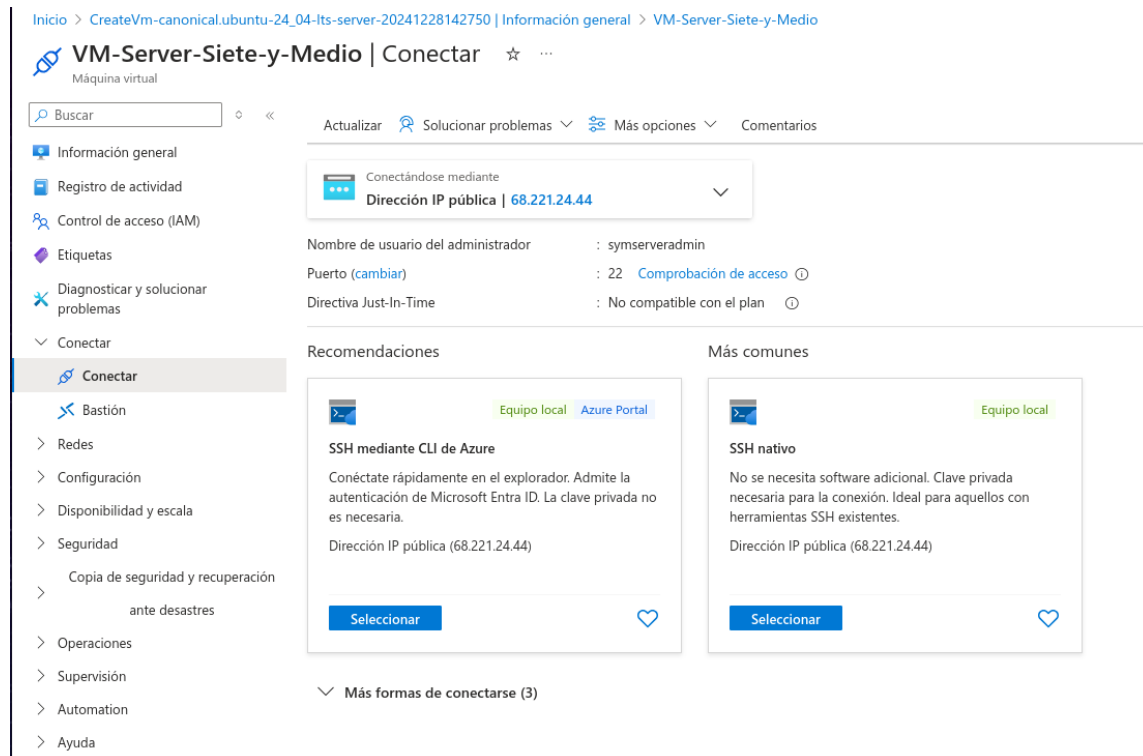 Inicio > CreateVm-canonical.ubuntu-24_04-lts-server-20241228142750 | Información general > VM-Server-Siete-y-Medio
VM-Server-Siete-y-Medio | Conectar
Máquina virtual
Buscar
Información general
Registro de actividad
Control de acceso (IAM)
Etiquetas
Diagnosticar y solucionar
problemas
Conectar
Conectar
Bastión
Redes
Configuración
Disponibilidad y escala
Seguridad
Copia de seguridad y recuperación
ante desastres
Operaciones
Supervisión
Automation
Ayuda
Actualizar Solucionar problemas Más opciones Comentarios
Conectándose mediante
Dirección IP pública | 68.221.24.44
Nombre de usuario del administrador : symserveradmin
Puerto (cambiar) : 22 Comprobación de acceso
Directiva Just-In-Time : No compatible con el plan
Recomendaciones
Equipo local Azure Portal
SSH mediante CLI de Azure
Conéctate rápidamente en el explorador. Admite la
autenticación de Microsoft Entra ID. La clave privada no
es necesaria.
Dirección IP pública (68.221.24.44)
Seleccionar
Más comunes
Equipo local
SSH nativo
No se necesita software adicional. Clave privada
necesaria para la conexión. Ideal para aquellos con
herramientas SSH existentes.
Dirección IP pública (68.221.24.44)
Seleccionar
Más formas de conectarse (3)